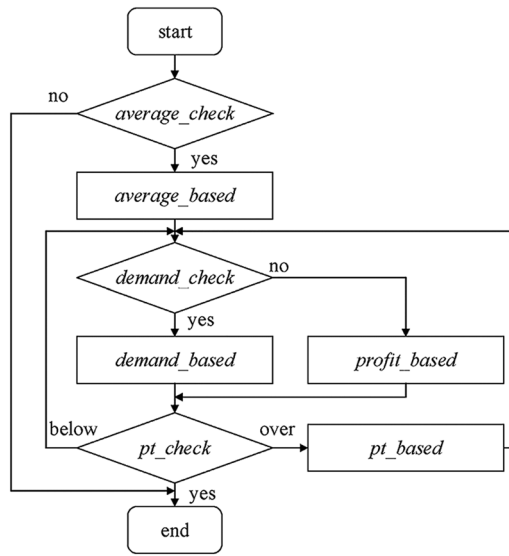 start
no
average_check
yes
average_based
demand_check
no
yes
demand_based
profit_based
below
pt_check
over
pt_based
yes
end